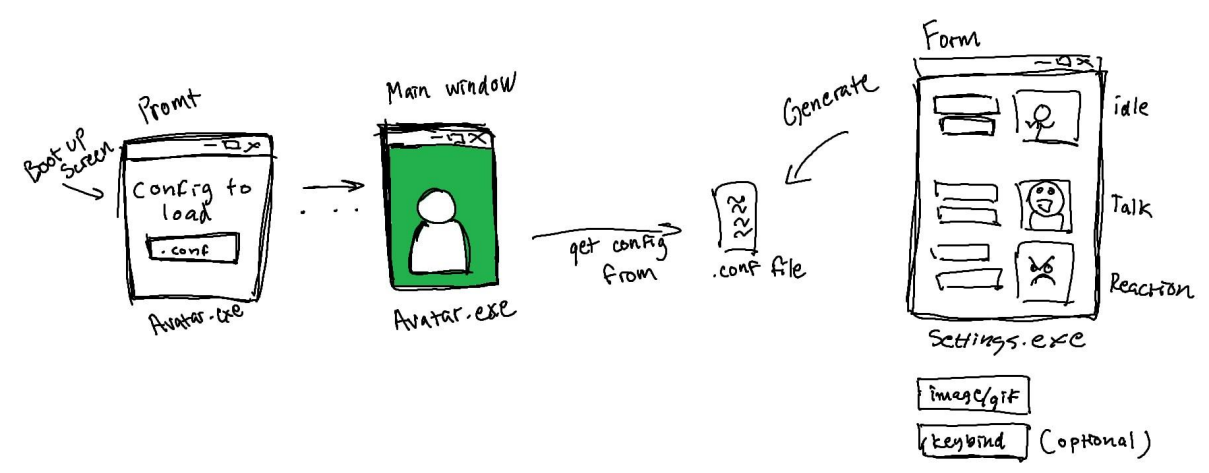 Boot up
Screen
Promt
Config to
load
.conf
Avatar.exe
Main window
Avatar.exe
get config
from
.conf file
Generate
Form
idle
Talk
Reaction
Settings.exe
image/gif
keybind (optional)